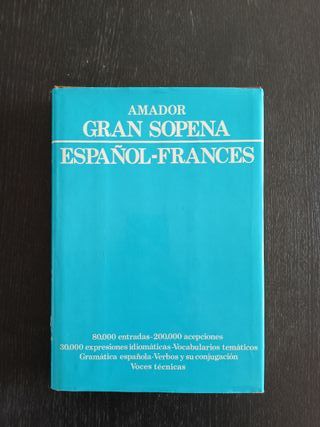 AMADOR
GRAN SOPENA
ESPAÑOL-FRANCES
80.000 entradas-200.000 acepciones
30.000 expresiones idiomáticas-Vocabularios temáticos
Gramática española-Verbos y su conjugación
Voces técnicas